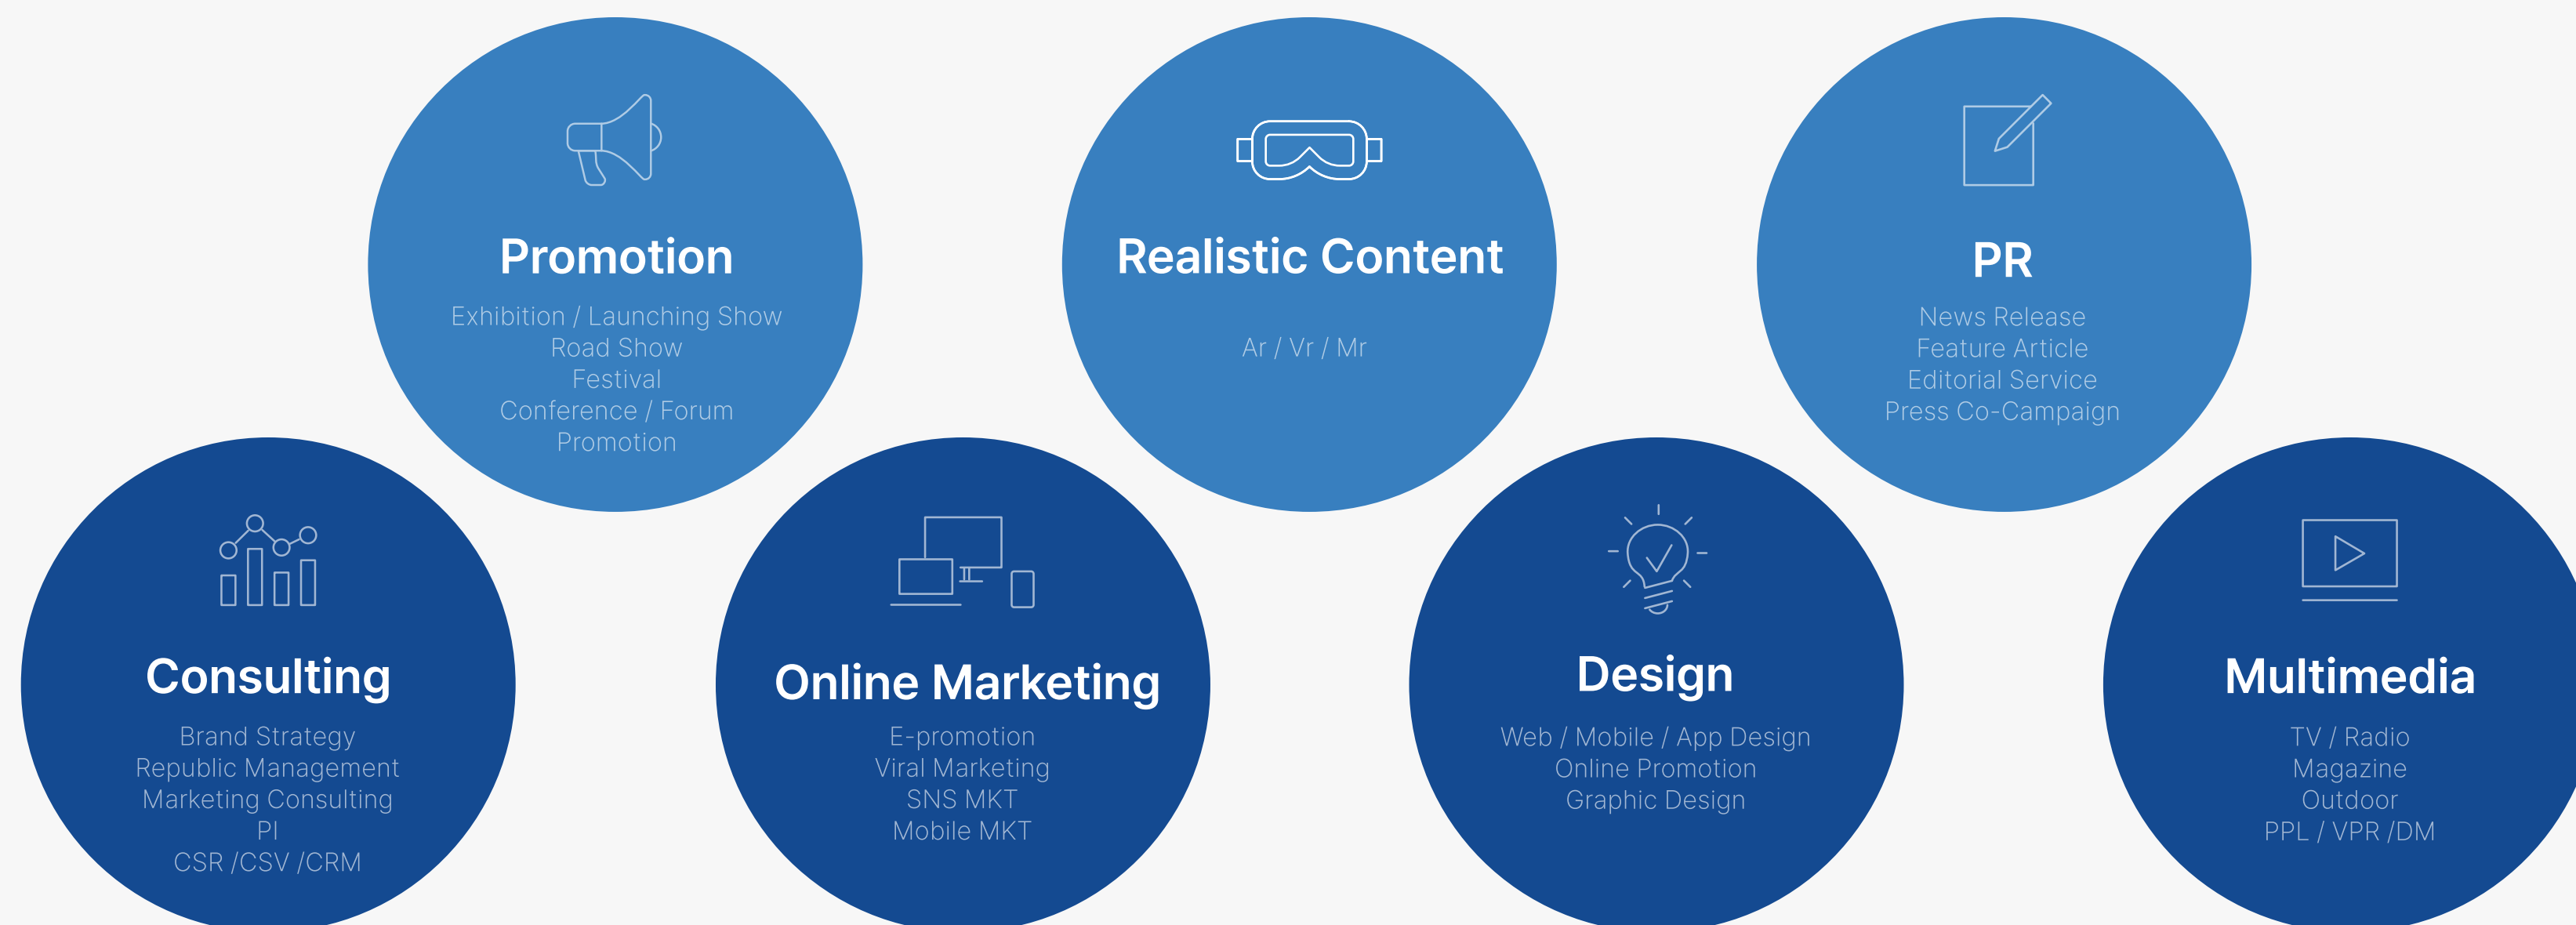 Promotion
Exhibition / Launching Show
Road Show
Festival
Conference / Forum
Promotion
Realistic Content
Ar / Vr / Mr
PR
News Release
Feature Article
Editorial Service
Press Co-Campaign
Consulting
Brand Strategy
Republic Management
Marketing Consulting
PI
CSR /CSV /CRM
Online Marketing
E-promotion
Viral Marketing
SNS MKT
Mobile MKT
Design
Web / Mobile / App Design
Online Promotion
Graphic Design
Multimedia
TV / Radio
Magazine
Outdoor
PPL / VPR /DM